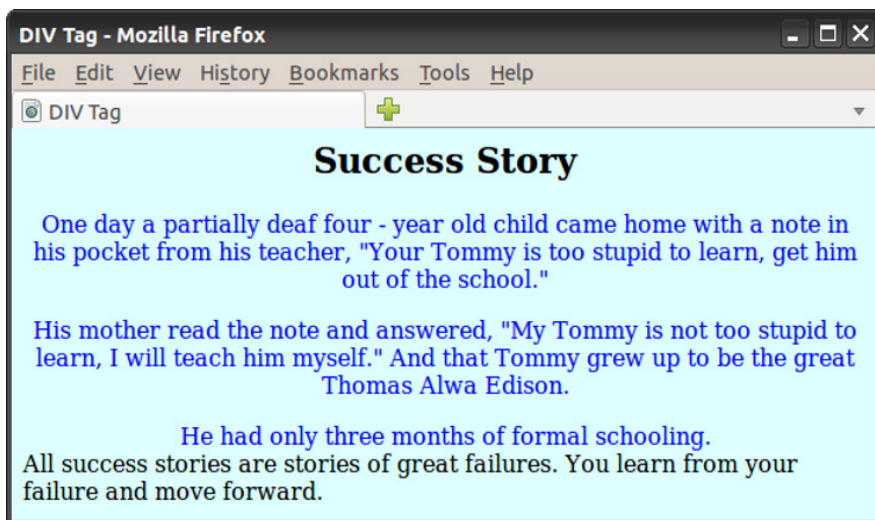 DIV Tag - Mozilla Firefox
File Edit View History Bookmarks Tools Help
DIV Tag
Success Story
One day a partially deaf four - year old child came home with a note in
his pocket from his teacher, "Your Tommy is too stupid to learn, get him
out of the school."
His mother read the note and answered, "My Tommy is not too stupid to
learn, I will teach him myself." And that Tommy grew up to be the great
Thomas Alwa Edison.
He had only three months of formal schooling.
All success stories are stories of great failures. You learn from your
failure and move forward.